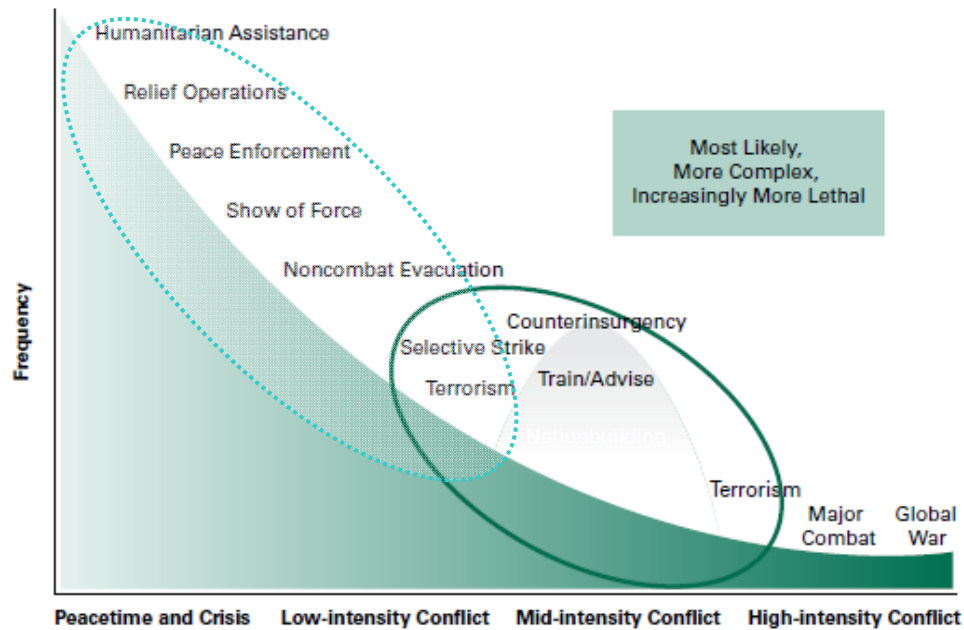 Humanitarian Assistance
Relief Operations
Peace Enforcement
Most Likely,
More Complex,
Increasingly More Lethal
Show of Force
Noncombat Evacuation
Counterinsurgency
Selective Strike
Train/Advise
Terrorism
Nationbuilding
Terrorism
Major
Combat
Global
War
Frequency
Peacetime and Crisis
Low-intensity Conflict
Mid-intensity Conflict
High-intensity Conflict